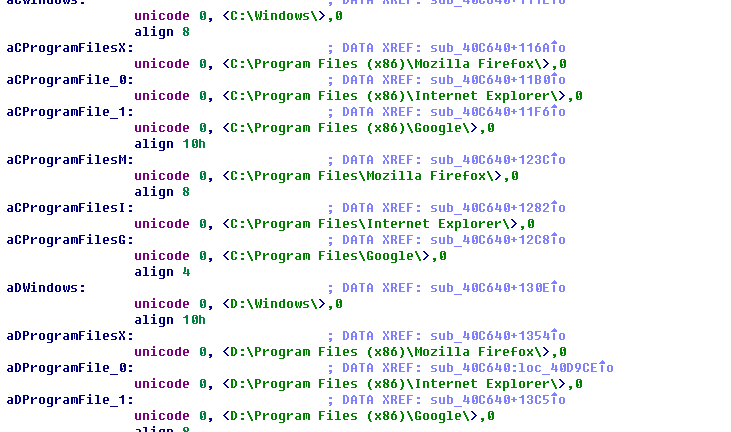 aCWindows: ; DATA XREF: sub_40C640+111E↑o
unicode 0, <C:\Windows\>,0
align 8
aCProgramFilesX: ; DATA XREF: sub_40C640+116A↑o
unicode 0, <C:\Program Files (x86)\Mozilla Firefox\>,0
aCProgramFile_0: ; DATA XREF: sub_40C640+11B0↑o
unicode 0, <C:\Program Files (x86)\Internet Explorer\>,0
aCProgramFile_1: ; DATA XREF: sub_40C640+11F6↑o
unicode 0, <C:\Program Files (x86)\Google\>,0
align 10h
aCProgramFilesM: ; DATA XREF: sub_40C640+123C↑o
unicode 0, <C:\Program Files\Mozilla Firefox\>,0
align 8
aCProgramFilesI: ; DATA XREF: sub_40C640+1282↑o
unicode 0, <C:\Program Files\Internet Explorer\>,0
aCProgramFilesG: ; DATA XREF: sub_40C640+12C8↑o
unicode 0, <C:\Program Files\Google\>,0
align 4
aDWindows: ; DATA XREF: sub_40C640+130E↑o
unicode 0, <D:\Windows\>,0
align 10h
aDProgramFilesX: ; DATA XREF: sub_40C640+1354↑o
unicode 0, <D:\Program Files (x86)\Mozilla Firefox\>,0
aDProgramFile_0: ; DATA XREF: sub_40C640:loc_40D9CE↑o
unicode 0, <D:\Program Files (x86)\Internet Explorer\>,0
aDProgramFile_1: ; DATA XREF: sub_40C640+13C5↑o
unicode 0, <D:\Program Files (x86)\Google\>,0
align 8